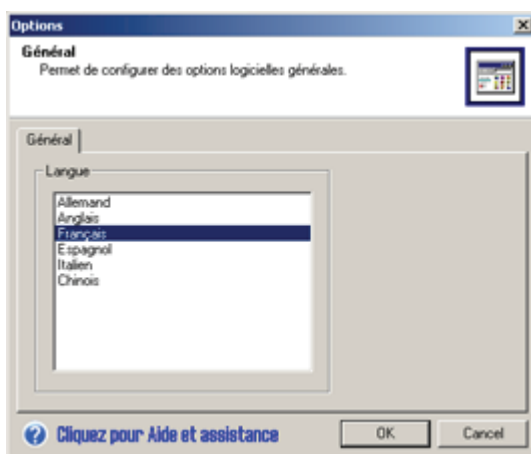 Options
Général
Permet de configurer des options logicielles générales.
Général
Langue
Allemand
Anglais
Français
Espagnol
Italien
Chinois
Cliquez pour Aide et assistance
OK
Cancel